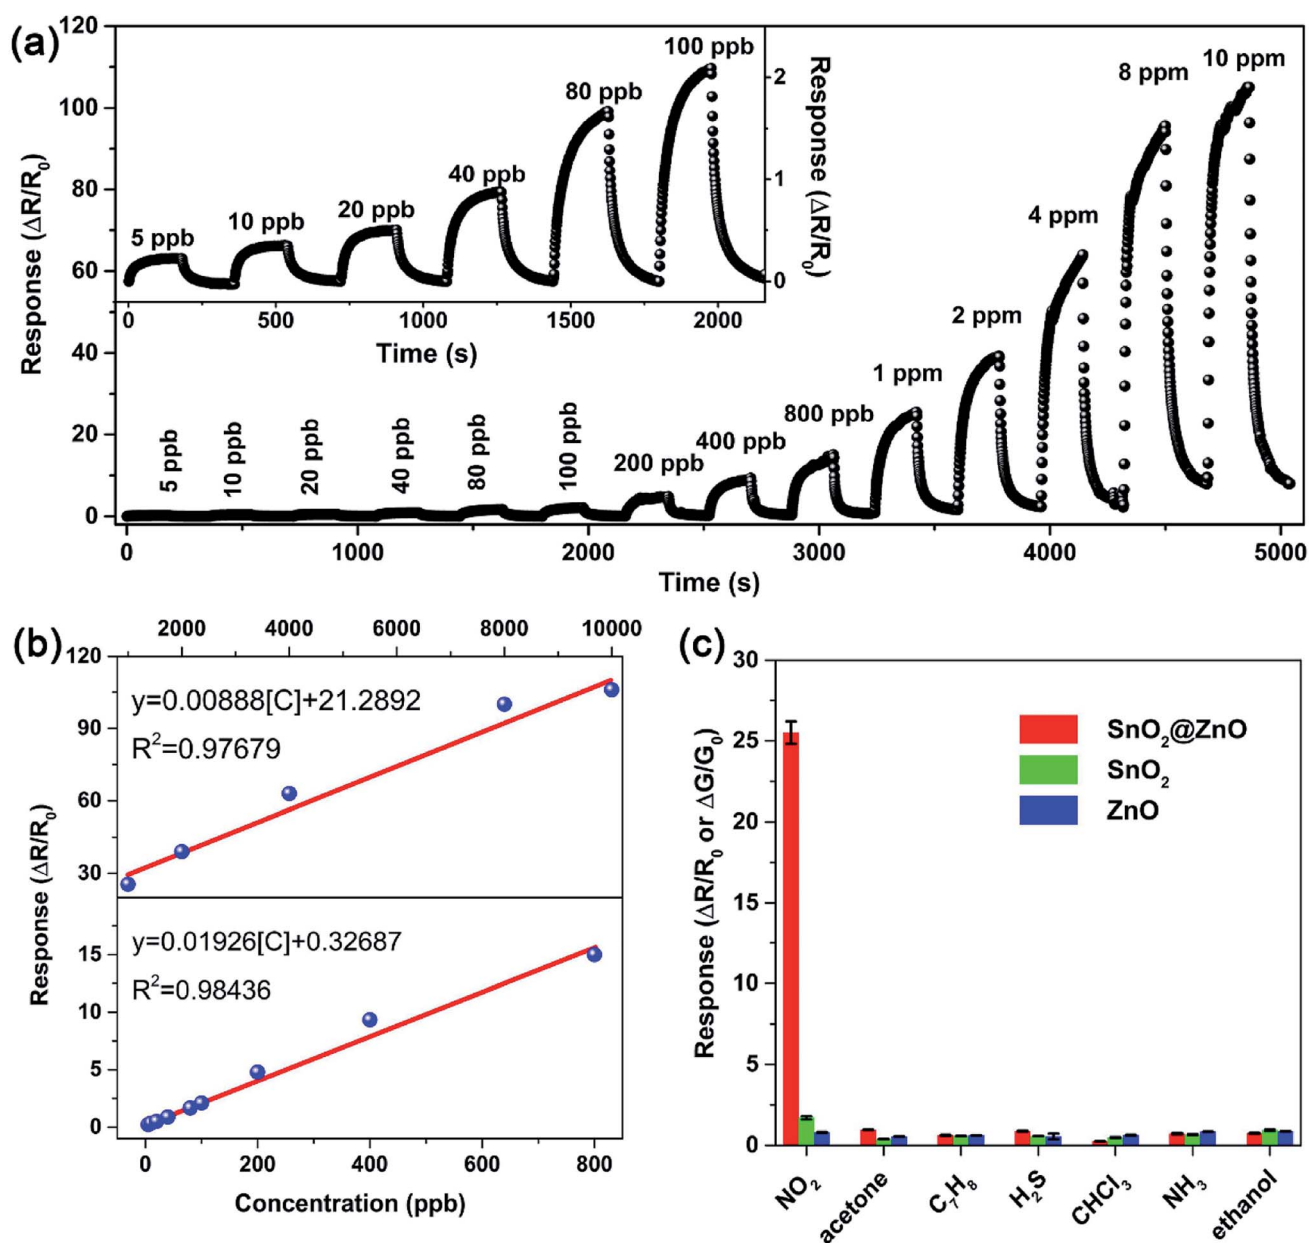 (a)
120
100
80
60
40
20
0
Response (ΔR/R₀)
5 ppb
10 ppb
20 ppb
40 ppb
80 ppb
100 ppb
2
1
0
Response (ΔR/R₀)
0 500 1000 1500 2000
Time (s)
5 ppb
10 ppb
20 ppb
40 ppb
80 ppb
100 ppb
200 ppb
400 ppb
800 ppb
1 ppm
2 ppm
4 ppm
8 ppm
10 ppm
0 1000 2000 3000 4000 5000
Time (s)
(b)
2000 4000 6000 8000 10000
120
90
60
30
y=0.00888[C]+21.2892
R²=0.97679
15
10
5
0
y=0.01926[C]+0.32687
R²=0.98436
Response (ΔR/R₀)
0 200 400 600 800
Concentration (ppb)
(c)
30
25
20
15
10
5
0
Response (ΔR/R₀ or ΔG/G₀)
SnO₂@ZnO
SnO₂
ZnO
NO₂
acetone
C₇H₈
H₂S
CHCl₃
NH₃
ethanol